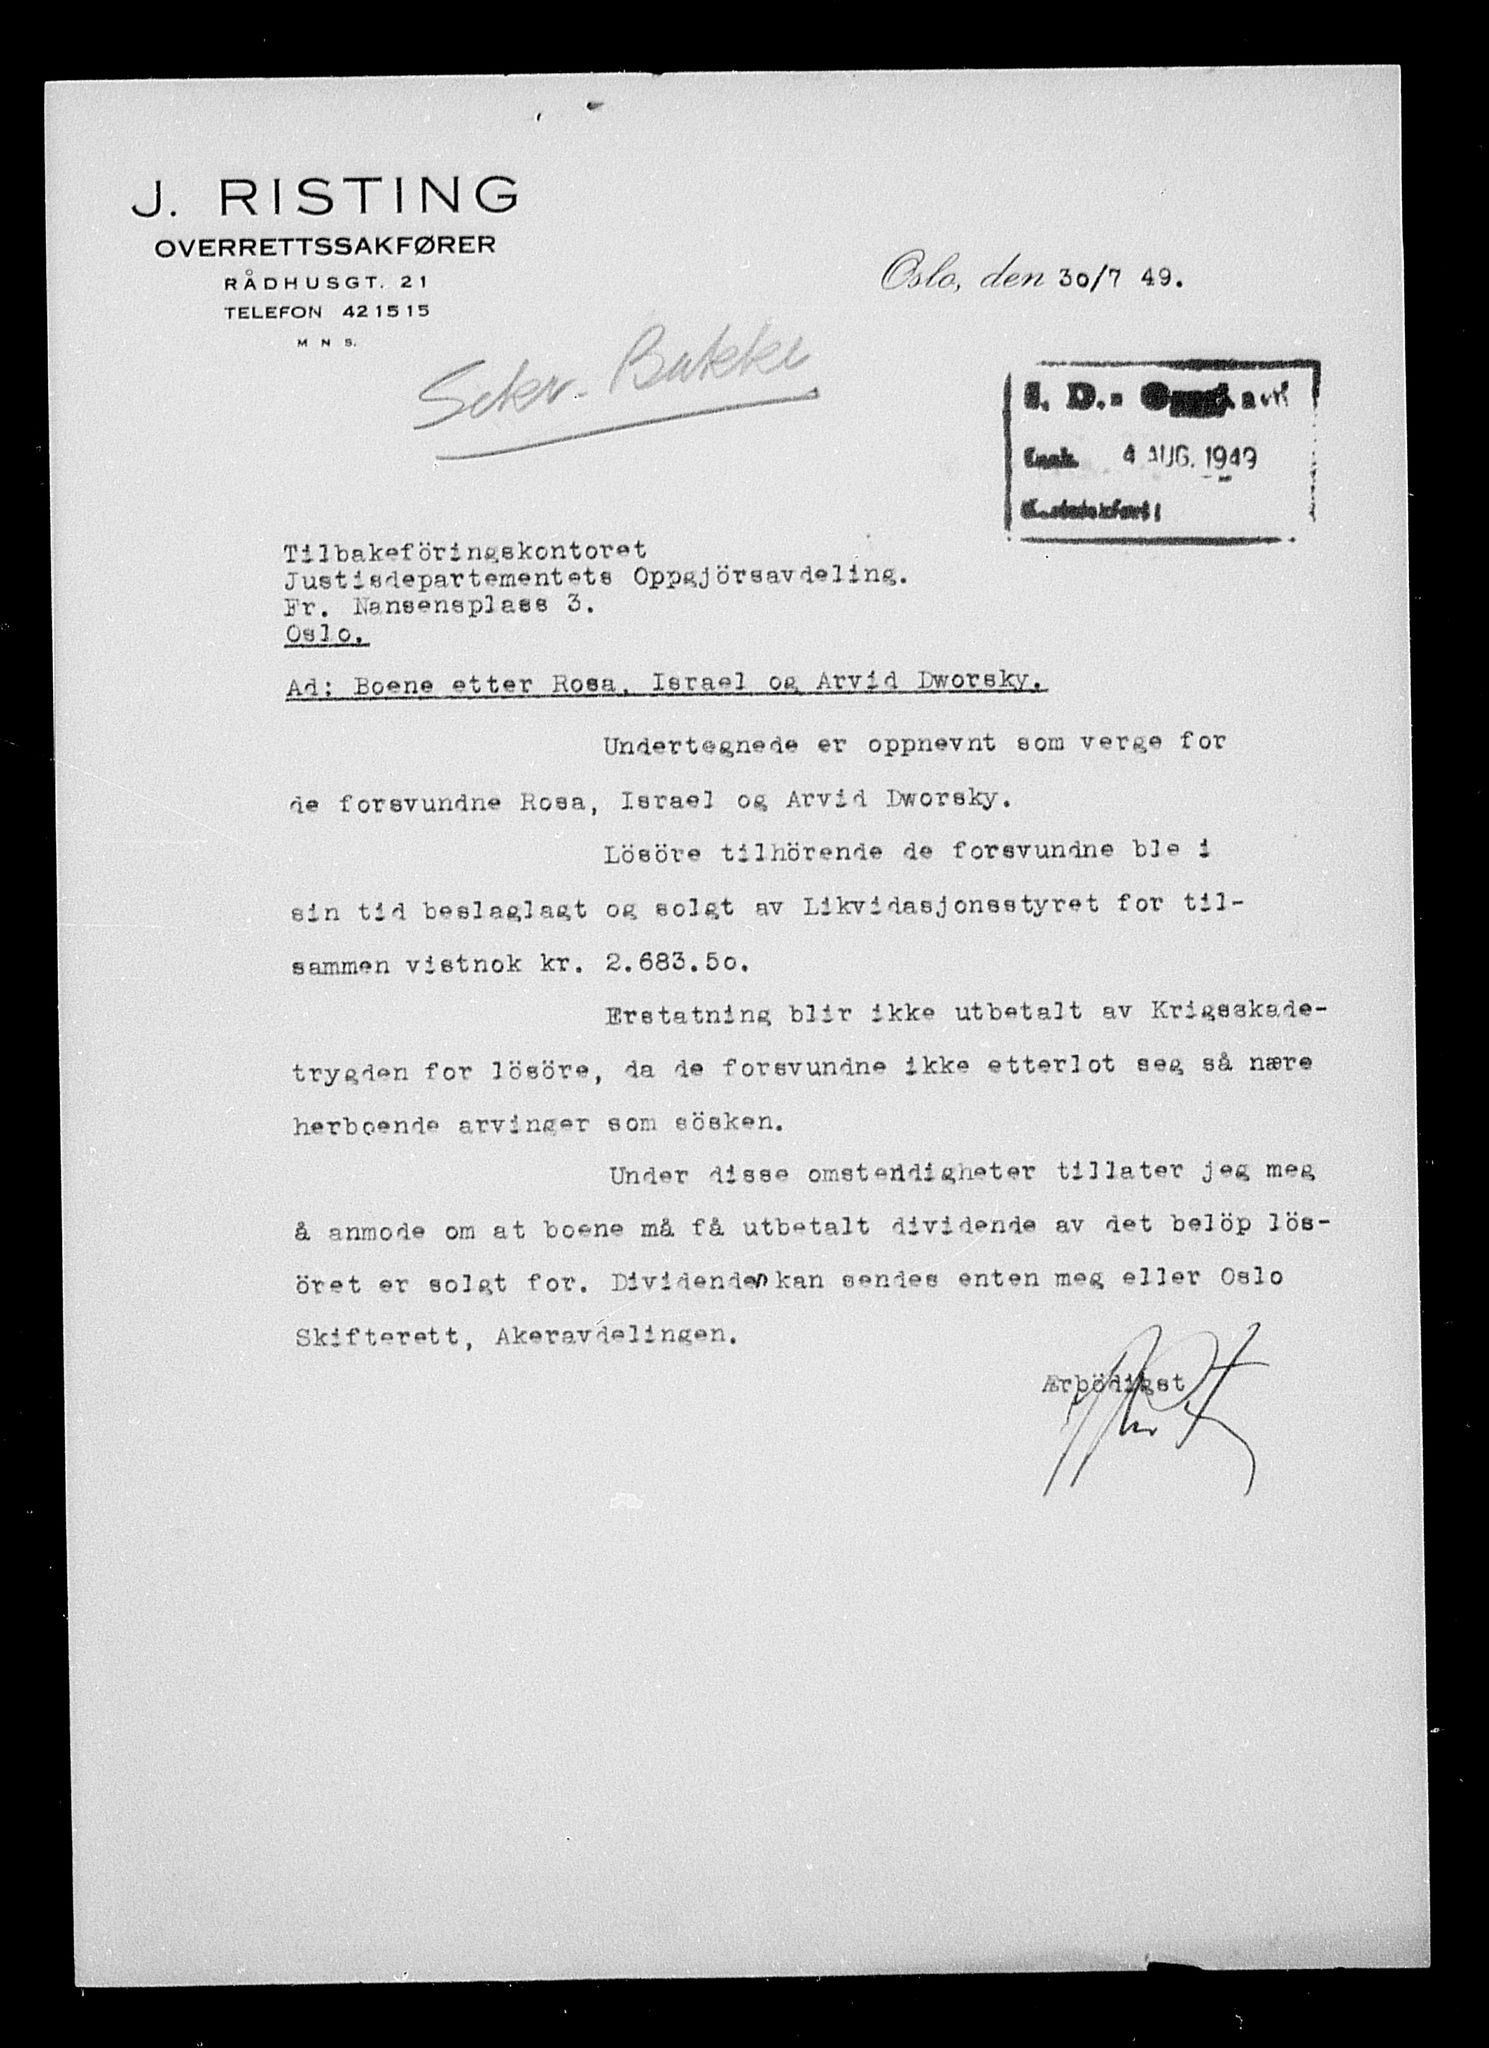 J. RISTING
OVERRETTSSAKFØRER
RÅDHUSGT. 21
TELEFON 421515
M N S.
Oslo, den 30/7 49.
Sekr. Bakke
4 AUG. 1949
Tilbakeföringskontoret
Justisdepartementets Oppgjörsavdeling.
Fr. Nansensplass 3.
Oslo.
Ad: Boene etter Rosa, Israel og Arvid Dworsky.
Undertegnede er oppnevnt som verge for
de forsvundne Rosa, Israel og Arvid Dworsky.
Lösöre tilhörende de forsvundne ble i
sin tid beslaglagt og solgt av Likvidasjonsstyret for til-
sammen vistnok kr. 2.683.5o.
Erstatning blir ikke utbetalt av Krigsskade-
trygden for lösöre, da de forsvundne ikke etterlot seg så nære
herboende arvinger som sösken.
Under disse omstendigheter tillater jeg meg
å anmode om at boene må få utbetalt dividende av det belöp lös-
öret er solgt for. Dividenden kan sendes enten meg eller Oslo
Skifterett, Akeravdelingen.
Ærbödigst